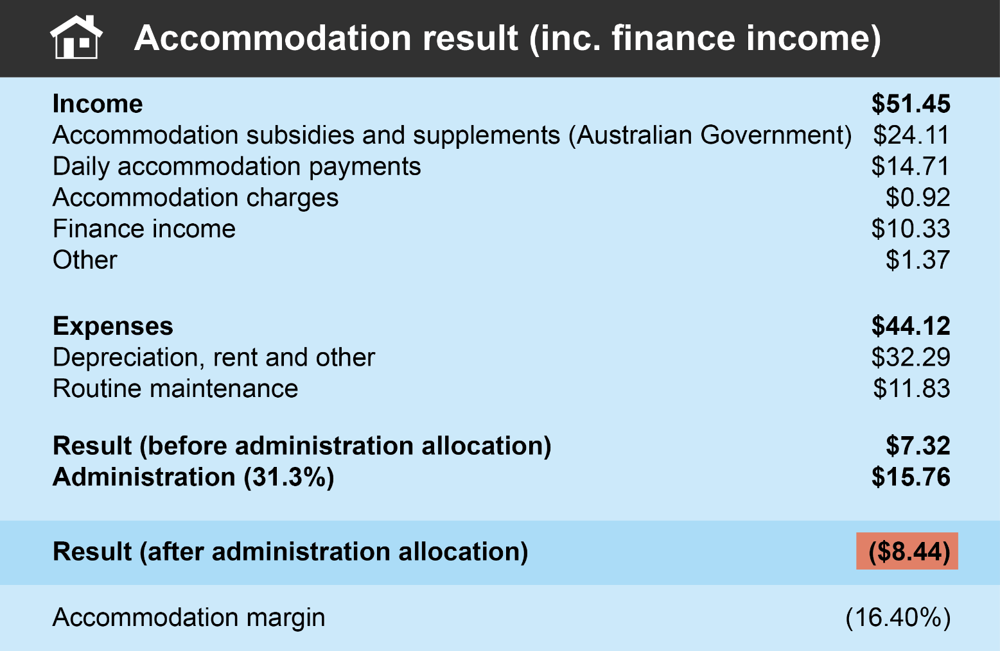 Accommodation result (inc. finance income)
Income $51.45
Accommodation subsidies and supplements (Australian Government) $24.11
Daily accommodation payments $14.71
Accommodation charges $0.92
Finance income $10.33
Other $1.37
Expenses $44.12
Depreciation, rent and other $32.29
Routine maintenance $11.83
Result (before administration allocation) $7.32
Administration (31.3%) $15.76
Result (after administration allocation) ($8.44)
Accommodation margin (16.40%)